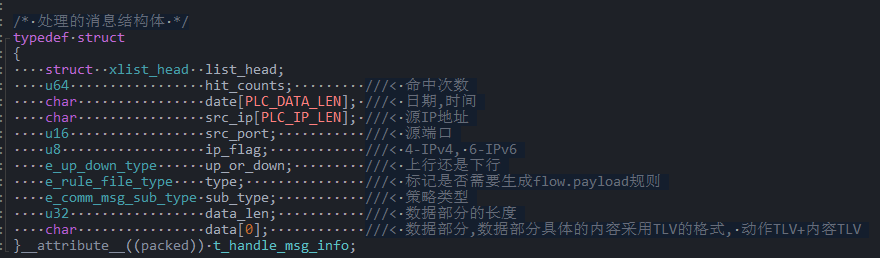 /* 处理的消息结构体 */
typedef struct
{
    struct  xlist_head  list_head;
    u64                 hit_counts;         ///< 命中次数
    char                date[PLC_DATA_LEN]; ///< 日期,时间
    char                src_ip[PLC_IP_LEN]; ///< 源IP地址
    u16                 src_port;           ///< 源端口
    u8                  ip_flag;            ///< 4-IPv4, 6-IPv6
    e_up_down_type      up_or_down;         ///< 上行还是下行
    e_rule_file_type    type;               ///< 标记是否需要生成flow.payload规则
    e_comm_msg_sub_type sub_type;           ///< 策略类型
    u32                 data_len;           ///< 数据部分的长度
    char                data[0];            ///< 数据部分,数据部分具体的内容采用TLV的格式, 动作TLV+内容TLV
}__attribute__((packed)) t_handle_msg_info;